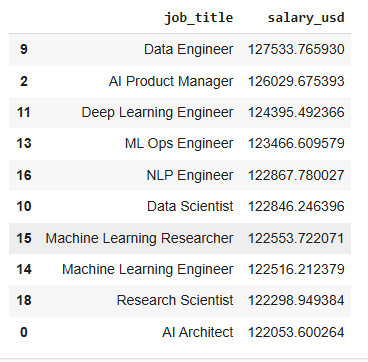 job_title salary_usd
9 Data Engineer 127533.765930
2 AI Product Manager 126029.675393
11 Deep Learning Engineer 124395.492366
13 ML Ops Engineer 123466.609579
16 NLP Engineer 122867.780027
10 Data Scientist 122846.246396
15 Machine Learning Researcher 122553.722071
14 Machine Learning Engineer 122516.212379
18 Research Scientist 122298.949384
0 AI Architect 122053.600264